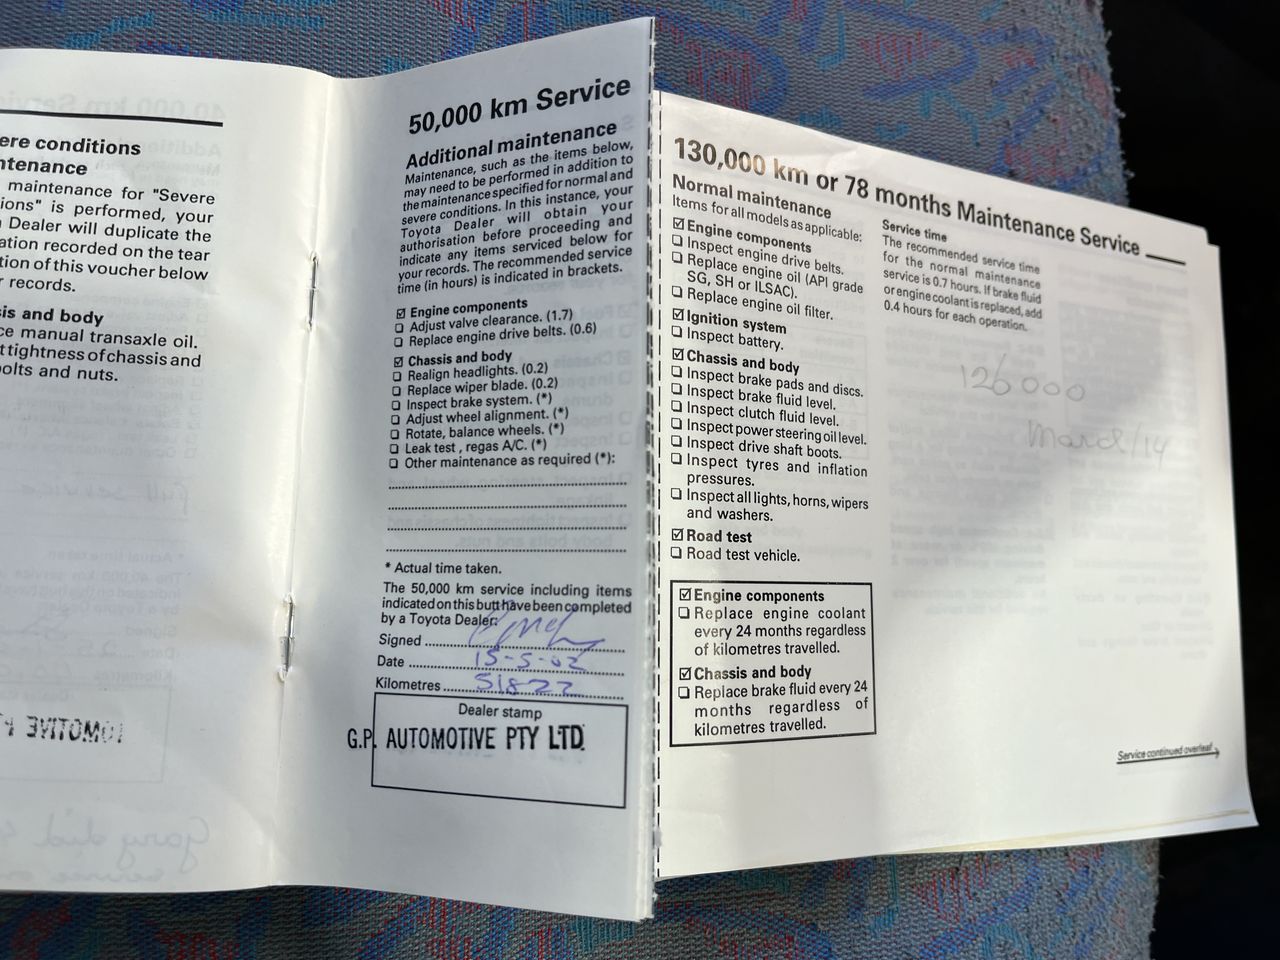 ere conditions
ntenance
maintenance for "Severe
ions" is performed, your
Dealer will duplicate the
ation recorded on the tear
tion of this voucher below
r records.
s and body
ce manual transaxle oil.
t tightness of chassis and
bolts and nuts.
50,000 km Service
Additional maintenance
Maintenance, such as the items below,
may need to be performed in addition to
the maintenance specified for normal and
severe conditions. In this instance, your
Toyota Dealer will obtain your
authorisation before proceeding and
indicate any items serviced below for
your records. The recommended service
time (in hours) is indicated in brackets.
☑ Engine components
❏ Adjust valve clearance. (1.7)
❏ Replace engine drive belts. (0.6)
☑ Chassis and body
❏ Realign headlights. (0.2)
❏ Replace wiper blade. (0.2)
❏ Inspect brake system. (*)
❏ Adjust wheel alignment. (*)
❏ Rotate, balance wheels. (*)
❏ Leak test , regas A/C. (*)
❏ Other maintenance as required (*):
* Actual time taken.
The 50,000 km service including items
indicated on this butt have been completed
by a Toyota Dealer:
Signed
Date 15-5-02
Kilometres 51822
Dealer stamp
G.P. AUTOMOTIVE PTY LTD
130,000 km or 78 months Maintenance Service
Normal maintenance
Items for all models as applicable:
☑ Engine components
❏ Inspect engine drive belts.
❏ Replace engine oil (API grade
SG, SH or ILSAC).
❏ Replace engine oil filter.
☑ Ignition system
❏ Inspect battery.
☑ Chassis and body
❏ Inspect brake pads and discs.
❏ Inspect brake fluid level.
❏ Inspect clutch fluid level.
❏ Inspect power steering oil level.
❏ Inspect drive shaft boots.
❏ Inspect tyres and inflation
pressures.
❏ Inspect all lights, horns, wipers
and washers.
☑ Road test
❏ Road test vehicle.
☑ Engine components
❏ Replace engine coolant
every 24 months regardless
of kilometres travelled.
☑ Chassis and body
❏ Replace brake fluid every 24
months regardless of
kilometres travelled.
Service time
The recommended service time
for the normal maintenance
service is 0.7 hours. If brake fluid
or engine coolant is replaced, add
0.4 hours for each operation.
126000
March/14
Service continued overleaf